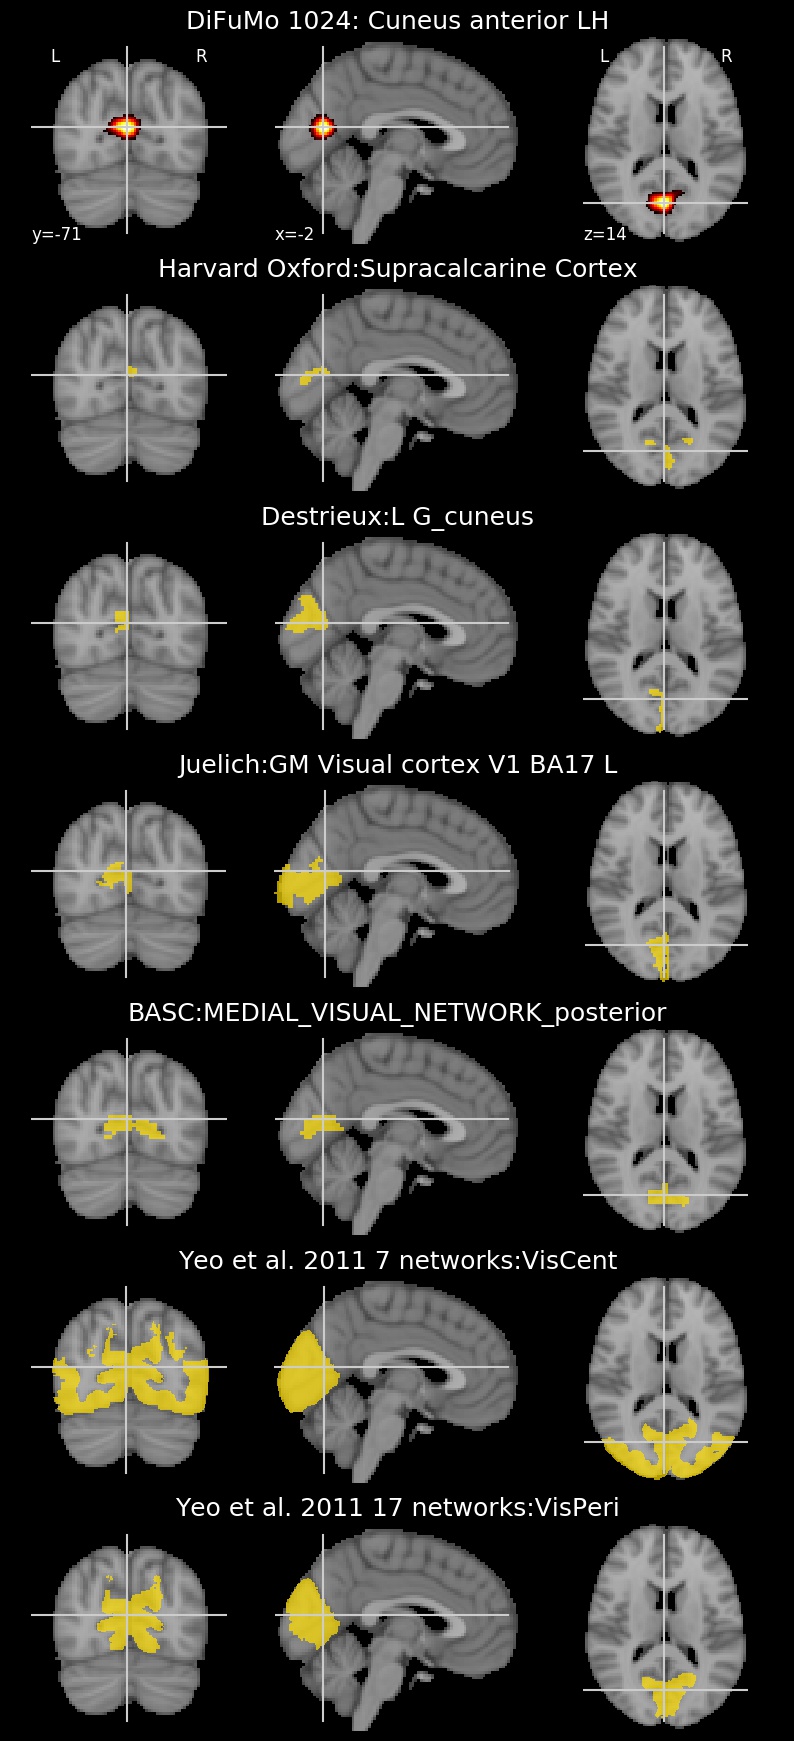 DiFuMo 1024: Cuneus anterior LH
L R L R
y=-71 x=-2 z=14
Harvard Oxford:Supracalcarine Cortex
Destrieux:L G_cuneus
Juelich:GM Visual cortex V1 BA17 L
BASC:MEDIAL_VISUAL_NETWORK_posterior
Yeo et al. 2011 7 networks:VisCent
Yeo et al. 2011 17 networks:VisPeri